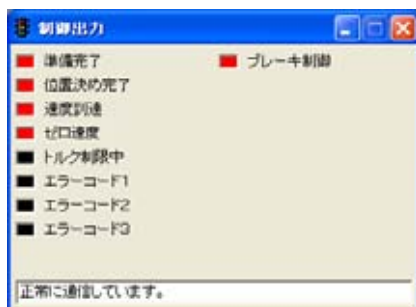 制御出力
準備完了
位置決め完了
速度到達
ゼロ速度
トルク制限中
エラーコード1
エラーコード2
エラーコード3
ブレーキ制御
正常に通信しています。